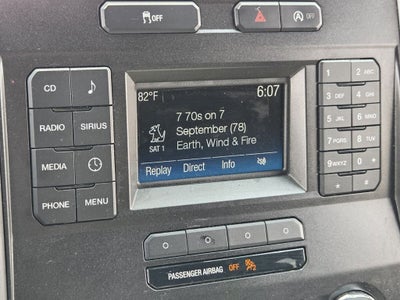 OFF
OFF
CD
RADIO
SIRIUS
MEDIA
PHONE
MENU
82°F
6:07
7 70s on 7
September (78)
Earth, Wind & Fire
SAT 1
Replay
Direct
Info
1
2 ABC
3 DEF
4 GHI
5 JKL
6 MNO
7 PQRS
8 TUV
9 WXYZ
0 +
*
#
PASSENGER AIRBAG OFF 2